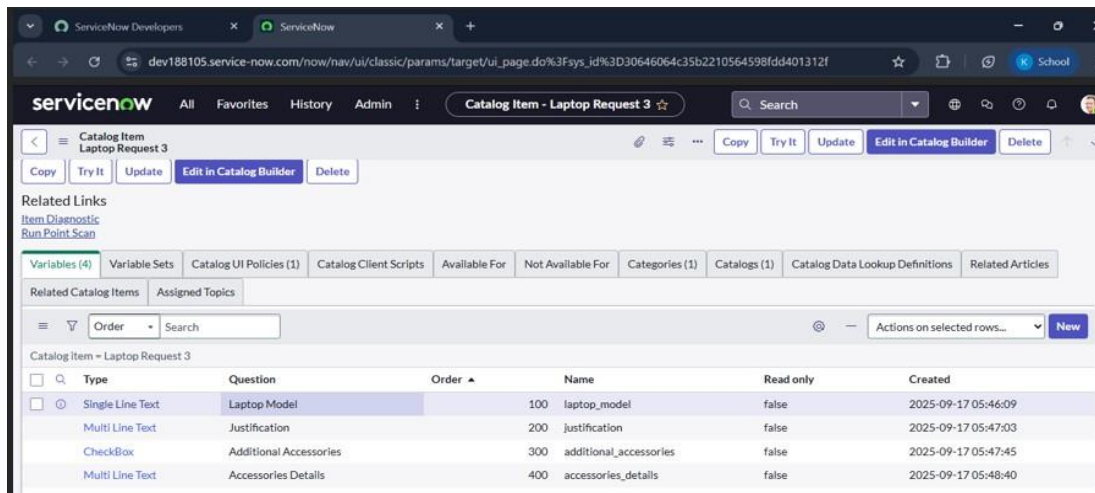 ServiceNow Developers
ServiceNow
dev188105.service-now.com/now/nav/ui/classic/params/target/ui_page.do%3Fsys_id%3D30646064c35b2210564598fdd401312f
K School
servicenow All Favorites History Admin Catalog Item - Laptop Request 3 Search
Catalog Item
Laptop Request 3
Copy Try It Update Edit in Catalog Builder Delete
Copy Try It Update Edit in Catalog Builder Delete
Related Links
Item Diagnostic
Run Point Scan
Variables (4) Variable Sets Catalog UI Policies (1) Catalog Client Scripts Available For Not Available For Categories (1) Catalogs (1) Catalog Data Lookup Definitions Related Articles
Related Catalog Items Assigned Topics
Order Search Actions on selected rows... New
Catalog item = Laptop Request 3
Type Question Order Name Read only Created
Single Line Text Laptop Model 100 laptop_model false 2025-09-17 05:46:09
Multi Line Text Justification 200 justification false 2025-09-17 05:47:03
CheckBox Additional Accessories 300 additional_accessories false 2025-09-17 05:47:45
Multi Line Text Accessories Details 400 accessories_details false 2025-09-17 05:48:40